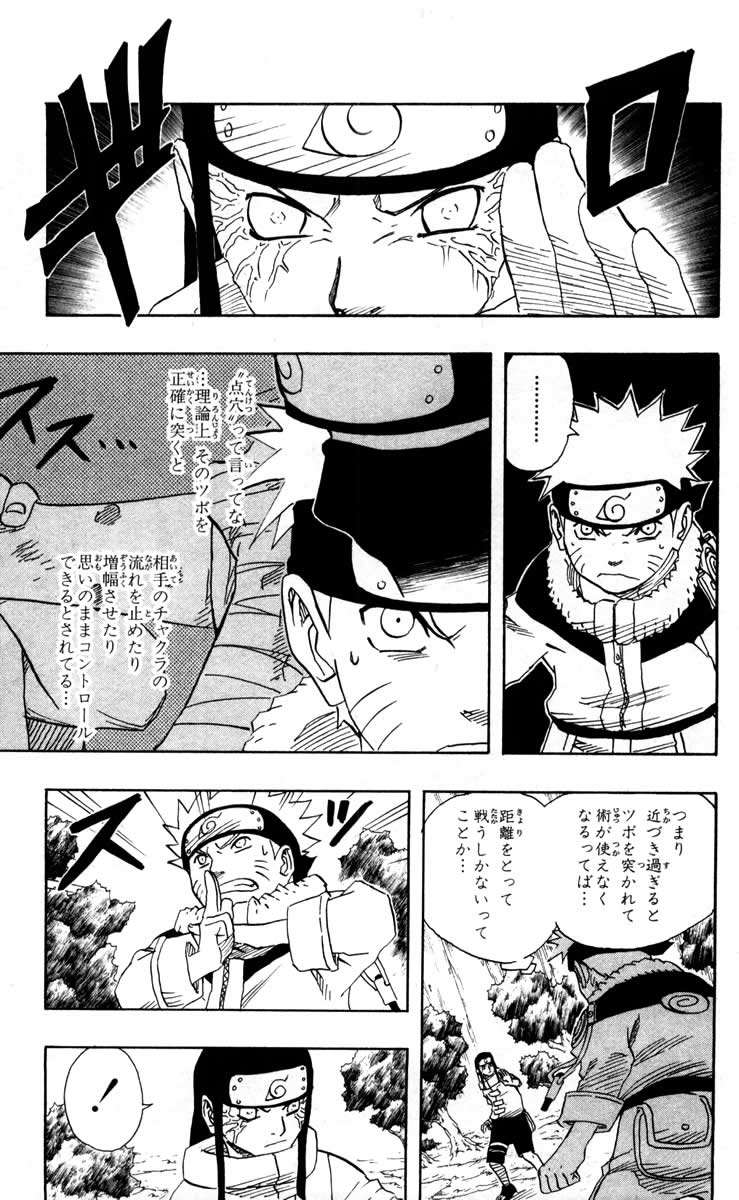 ギロ
………
〝点穴〟って言ってな
…理論上そのツボを
正確に突くと
相手のチャクラの
流れを止めたり
増幅させたり
思いのままコントロール
できるとされてる…
スス…
つまり
近づき過ぎると
ツボを突かれて
術が使えなく
なるってば…
距離をとって
戦うしかないって
ことか…
スッ
！